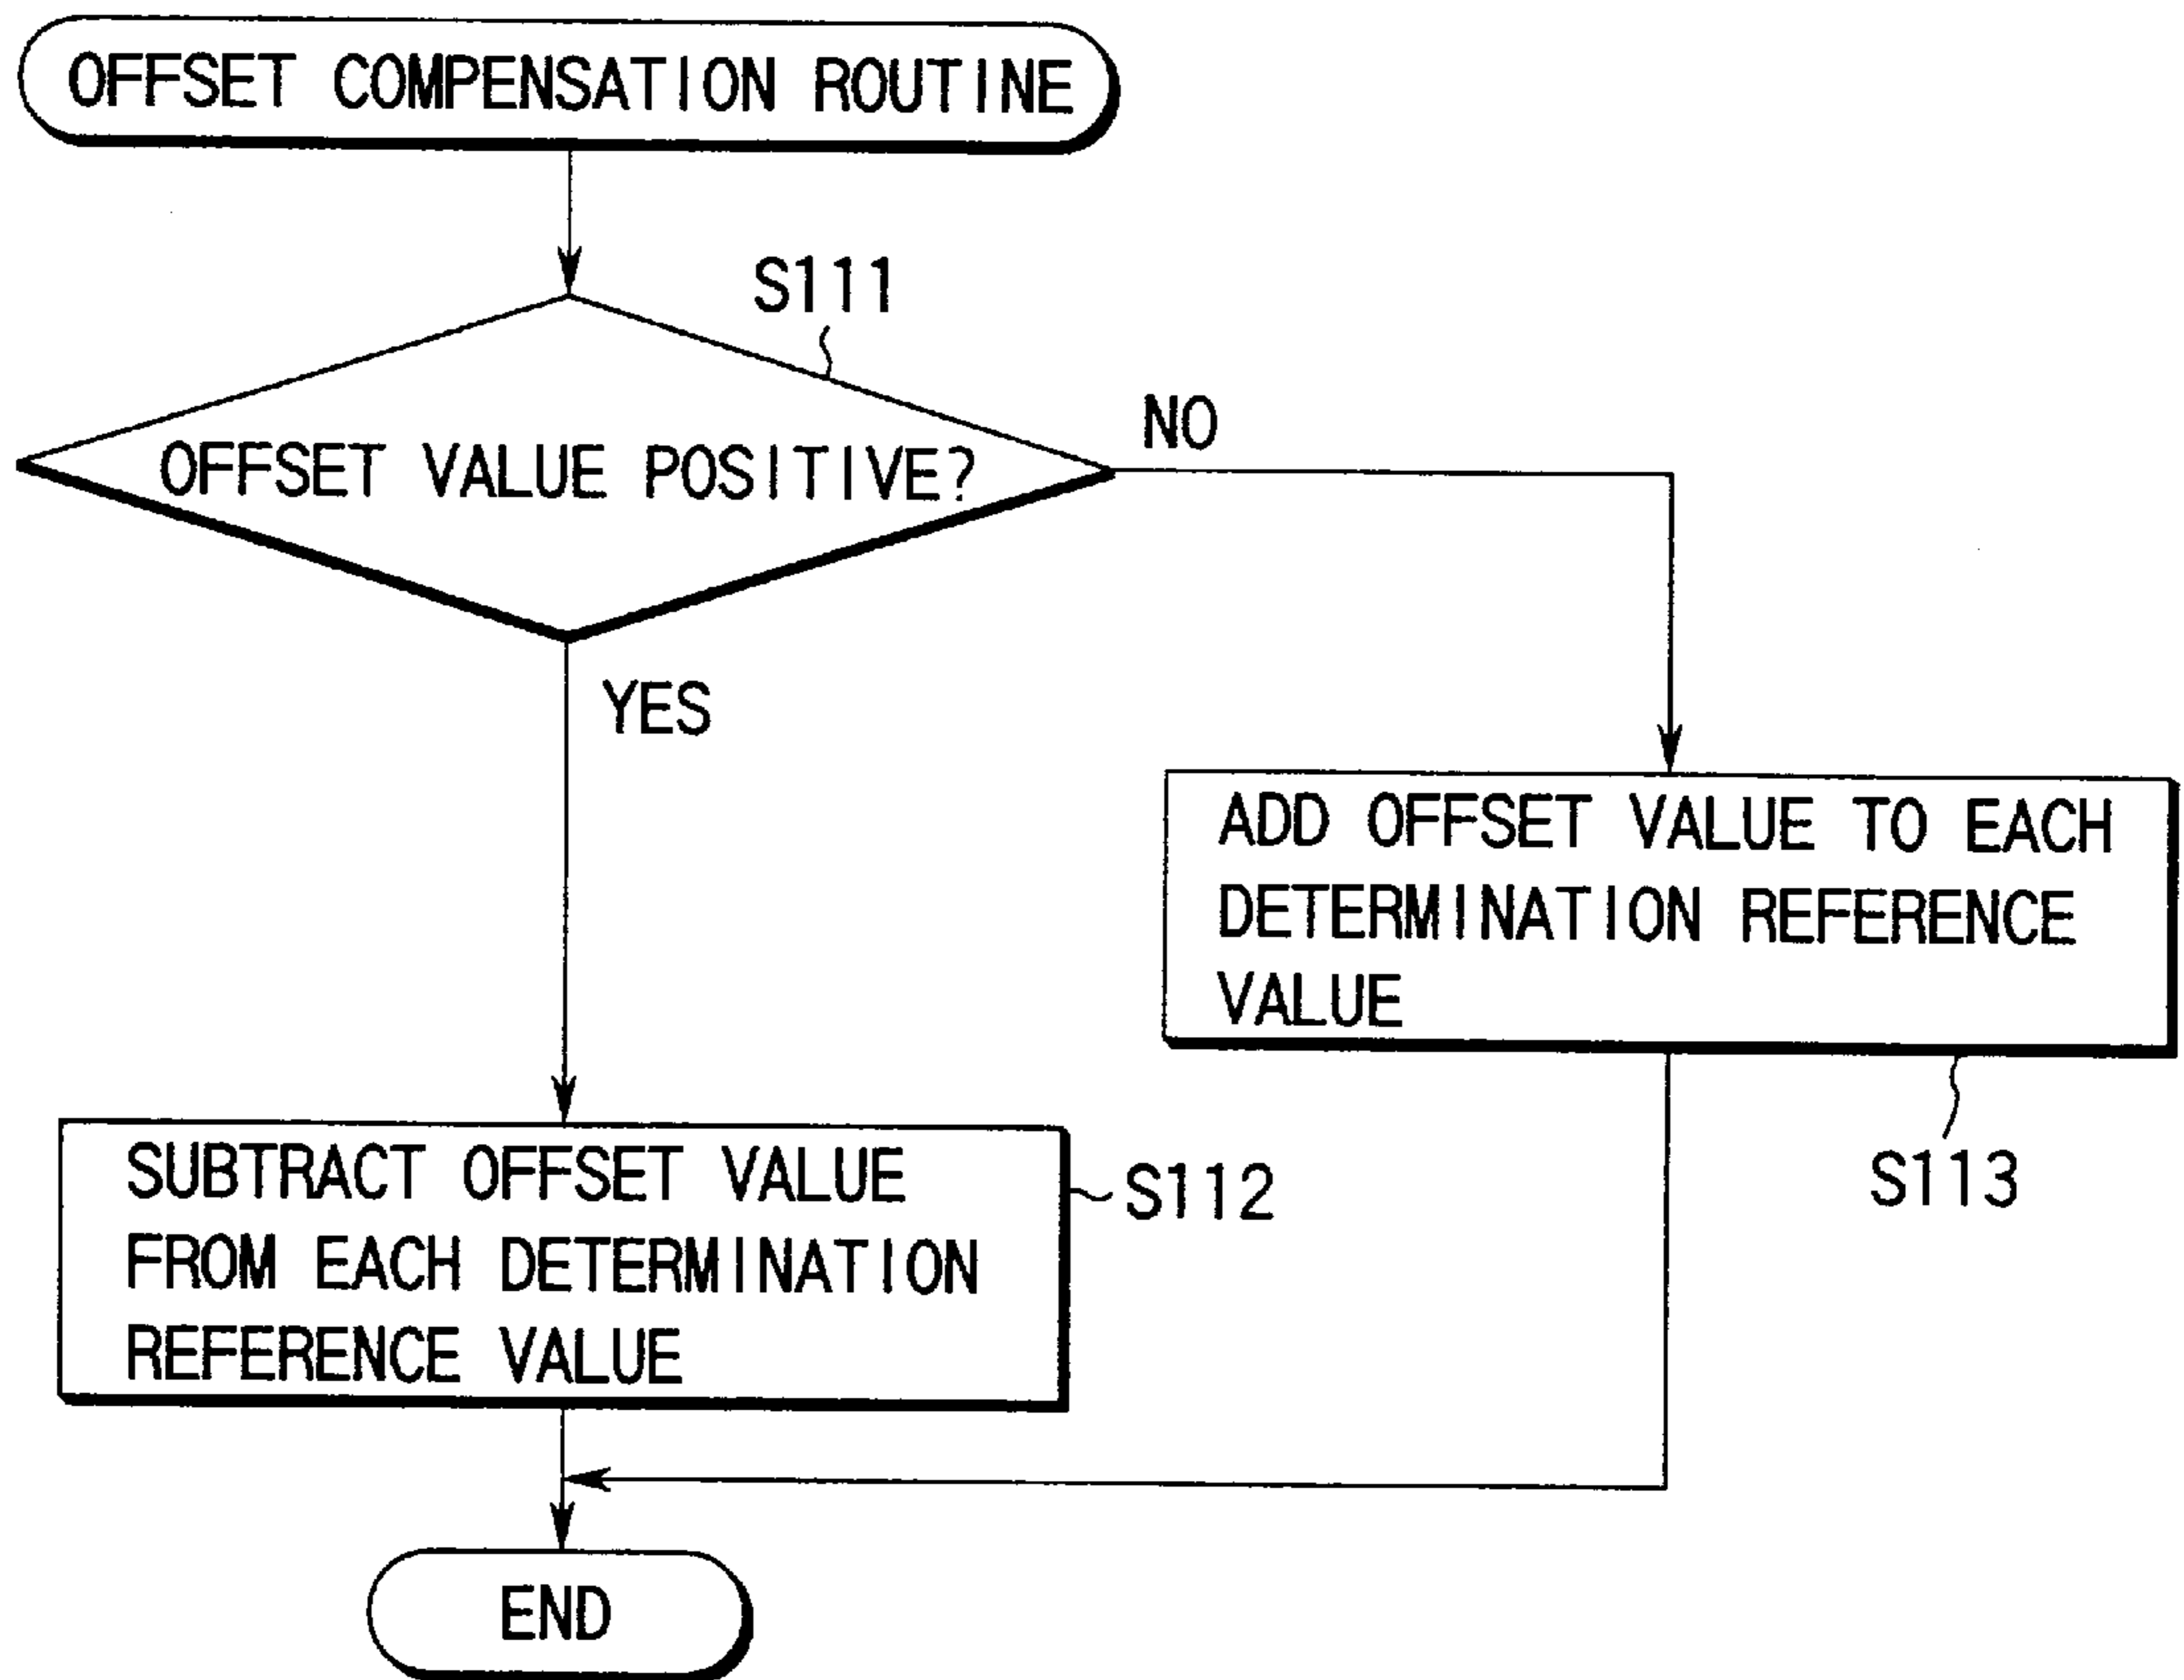 OFFSET COMPENSATION ROUTINE
S111
OFFSET VALUE POSITIVE?
NO
YES
ADD OFFSET VALUE TO EACH
DETERMINATION REFERENCE
VALUE
S113
SUBTRACT OFFSET VALUE
FROM EACH DETERMINATION
REFERENCE VALUE
S112
END